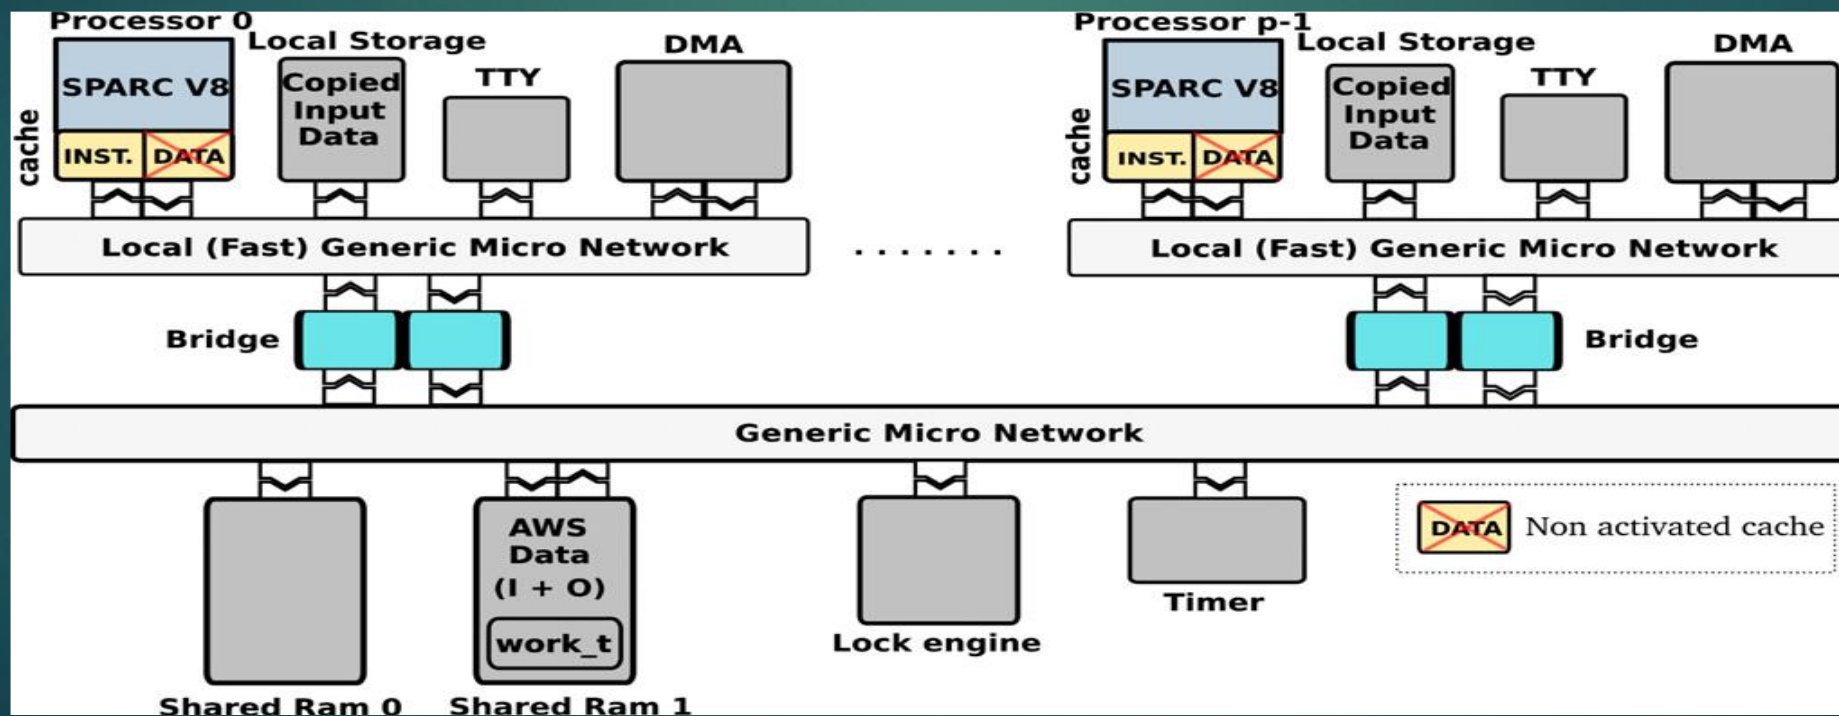 Processor 0
Local Storage
DMA
TTY
SPARC V8
Copied
Input
Data
cache
INST.
DATA
Local (Fast) Generic Micro Network
. . . . . . .
Processor p-1
Local Storage
DMA
TTY
SPARC V8
Copied
Input
Data
cache
INST.
DATA
Local (Fast) Generic Micro Network
Bridge
Bridge
Generic Micro Network
AWS
Data
(I + O)
work_t
Shared Ram 0
Shared Ram 1
Lock engine
Timer
DATA
Non activated cache